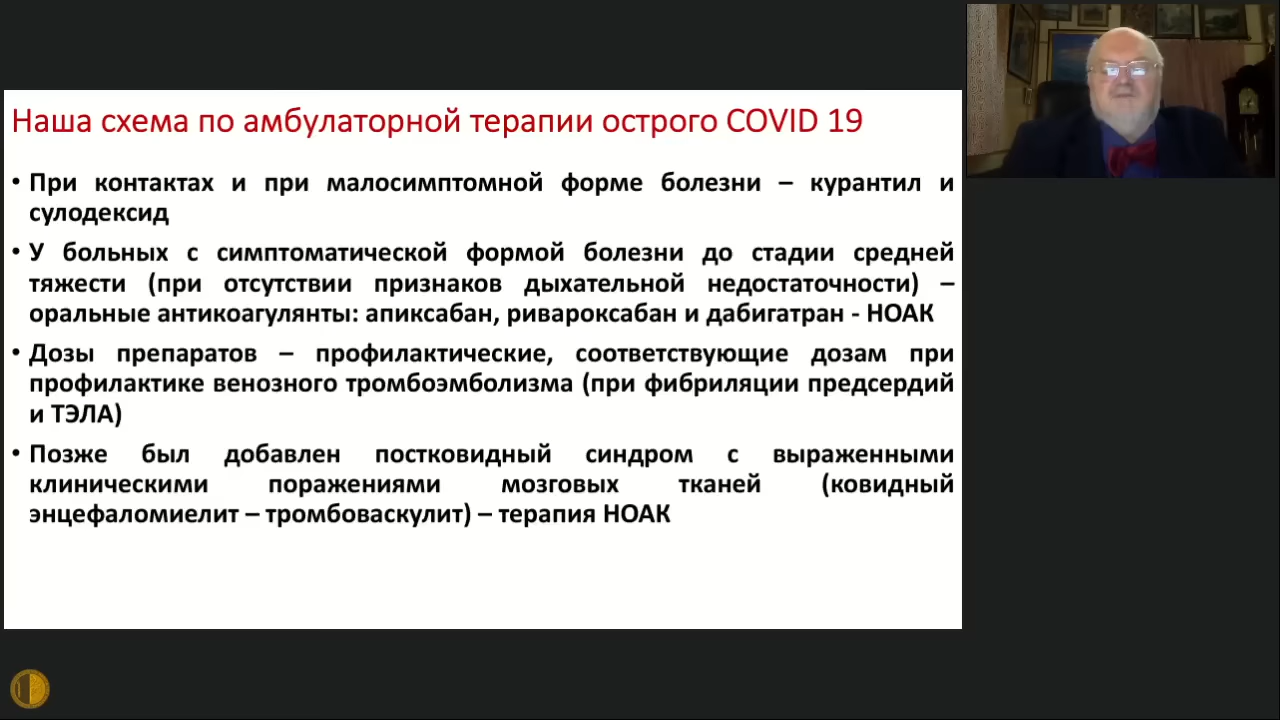 Наша схема по амбулаторной терапии острого COVID 19
• При контактах и при малосимптомной форме болезни – курантил и
сулодексид
• У больных с симптоматической формой болезни до стадии средней
тяжести (при отсутствии признаков дыхательной недостаточности) –
оральные антикоагулянты: апиксабан, ривароксабан и дабигатран - НОАК
• Дозы препаратов – профилактические, соответствующие дозам при
профилактике венозного тромбоэмболизма (при фибриляции предсердий
и ТЭЛА)
• Позже был добавлен постковидный синдром с выраженными
клиническими поражениями мозговых тканей (ковидный
энцефаломиелит – тромбоваскулит) – терапия НОАК